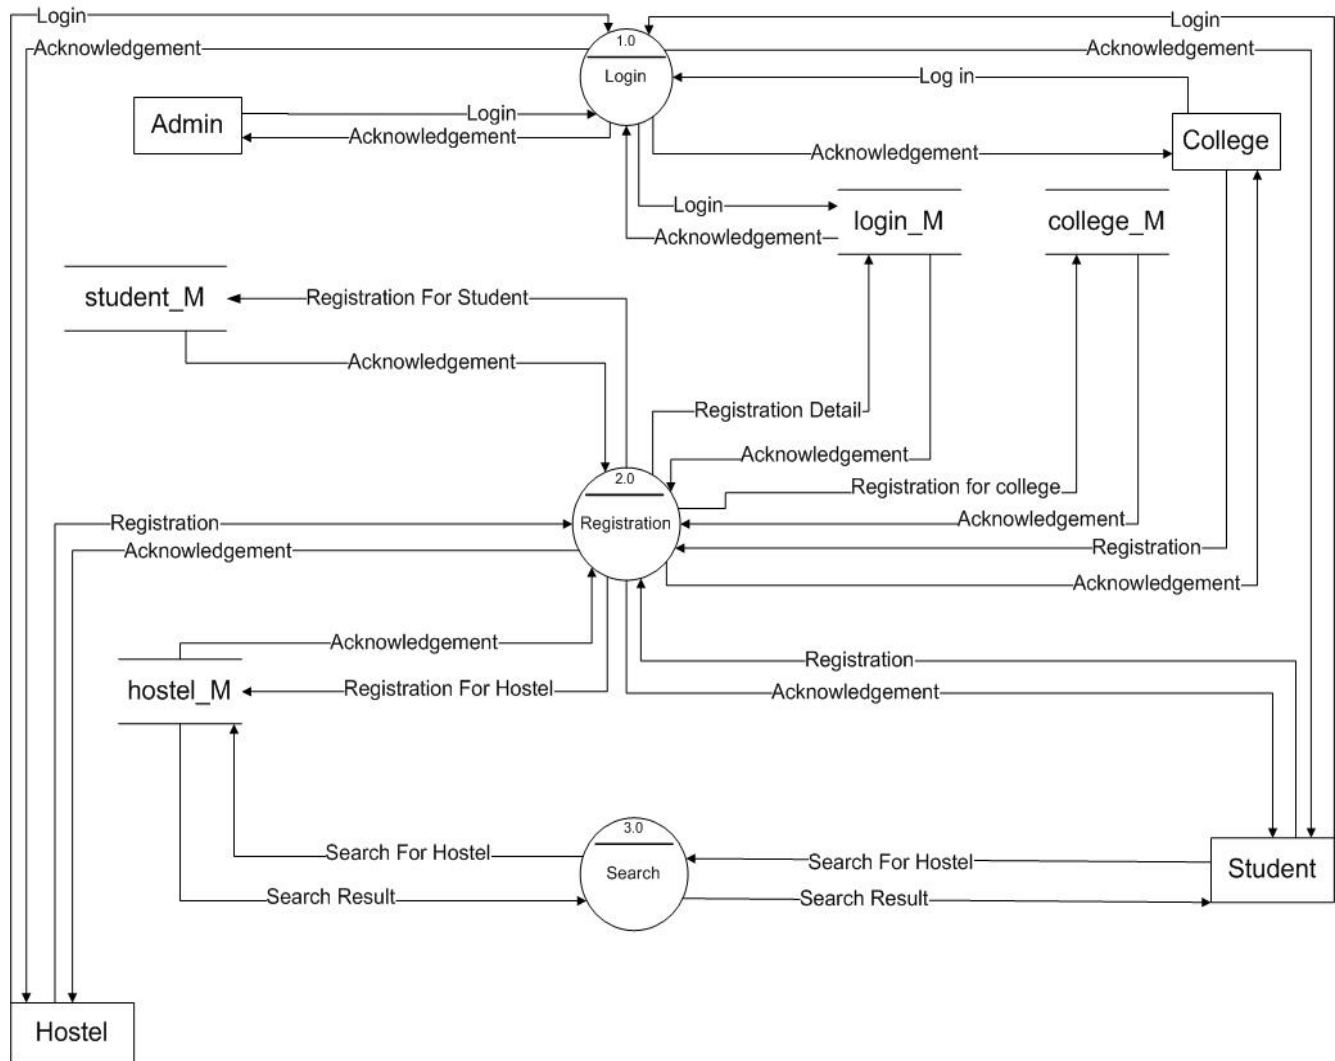 Login
Login
1.0
Acknowledgement
Acknowledgement
Login
Log in
Admin
Login
Acknowledgement
College
Acknowledgement
Login
login_M
college_M
Acknowledgement
student_M
Registration For Student
Acknowledgement
Registration Detail
Acknowledgement
2.0
Registration for college
Registration
Registration
Acknowledgement
Acknowledgement
Registration
Acknowledgement
Acknowledgement
Registration
hostel_M
Registration For Hostel
Acknowledgement
3.0
Search For Hostel
Search For Hostel
Search
Student
Search Result
Search Result
Hostel